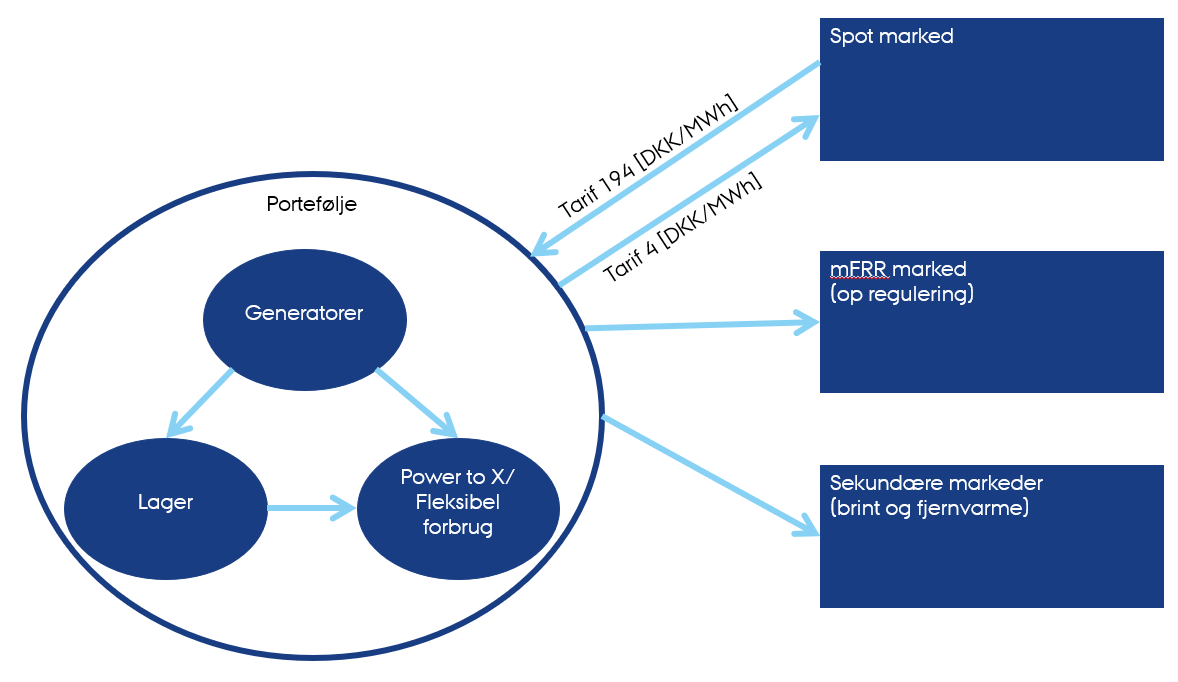 Spot marked
Tarif 194 [DKK/MWh]
Tarif 4 [DKK/MWh]
Portefølje
mFRR marked
(op regulering)
Generatorer
Lager
Power to X/
Fleksibel
forbrug
Sekundære markeder
(brint og fjernvarme)